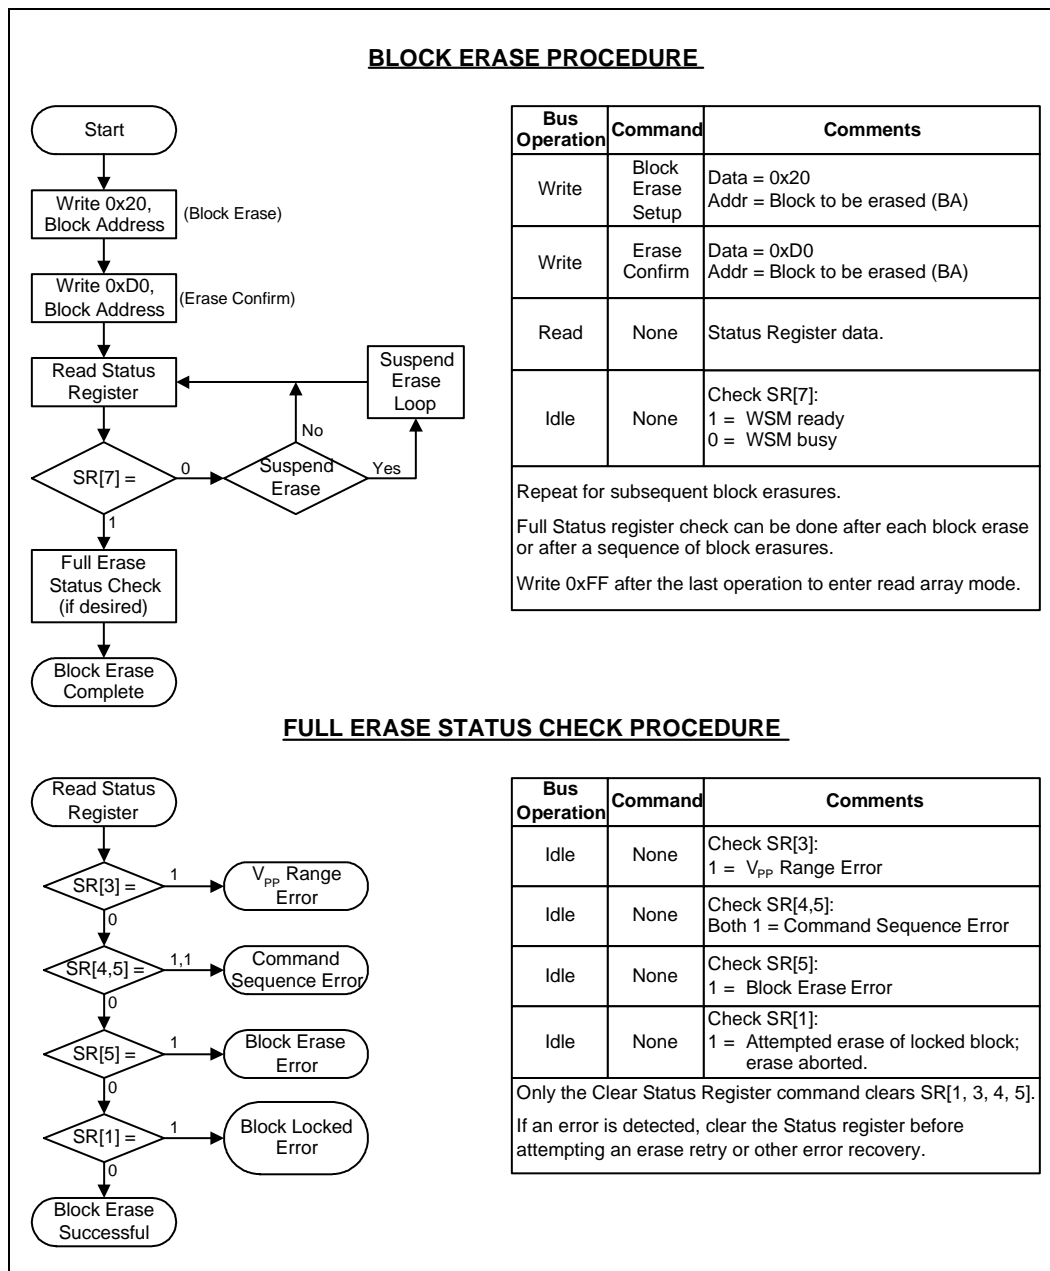 BLOCK ERASE PROCEDURE
Start
Write 0x20,
Block Address
(Block Erase)
Write 0xD0,
Block Address
(Erase Confirm)
Read Status
Register
Suspend
Erase
Loop
No
SR[7] =
0
Suspend
Erase
Yes
1
Full Erase
Status Check
(if desired)
Block Erase
Complete
Bus
Operation
Command
Comments
Write
Block
Erase
Setup
Data = 0x20
Addr = Block to be erased (BA)
Write
Erase
Confirm
Data = 0xD0
Addr = Block to be erased (BA)
Read
None
Status Register data.
Idle
None
Check SR[7]:
1 = WSM ready
0 = WSM busy
Repeat for subsequent block erasures.
Full Status register check can be done after each block erase
or after a sequence of block erasures.
Write 0xFF after the last operation to enter read array mode.
FULL ERASE STATUS CHECK PROCEDURE
Read Status
Register
SR[3] =
1
VPP Range
Error
0
SR[4,5] =
1,1
Command
Sequence Error
0
SR[5] =
1
Block Erase
Error
0
SR[1] =
1
Block Locked
Error
0
Block Erase
Successful
Bus
Operation
Command
Comments
Idle
None
Check SR[3]:
1 = VPP Range Error
Idle
None
Check SR[4,5]:
Both 1 = Command Sequence Error
Idle
None
Check SR[5]:
1 = Block Erase Error
Idle
None
Check SR[1]:
1 = Attempted erase of locked block;
erase aborted.
Only the Clear Status Register command clears SR[1, 3, 4, 5].
If an error is detected, clear the Status register before
attempting an erase retry or other error recovery.